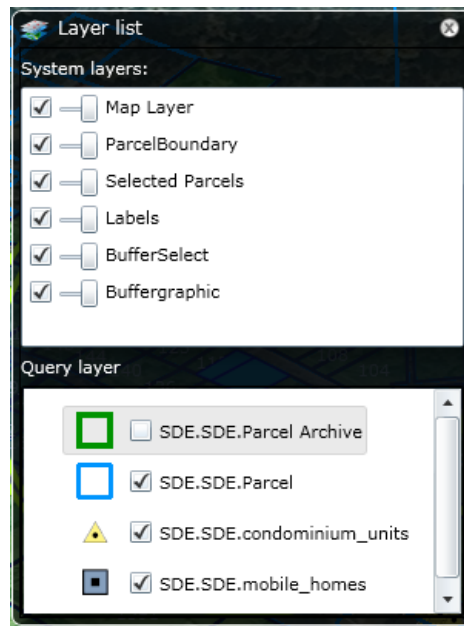 Layer list
System layers:
Map Layer
ParcelBoundary
Selected Parcels
Labels
BufferSelect
Buffergraphic
Query layer
SDE.SDE.Parcel Archive
SDE.SDE.Parcel
SDE.SDE.condominium_units
SDE.SDE.mobile_homes